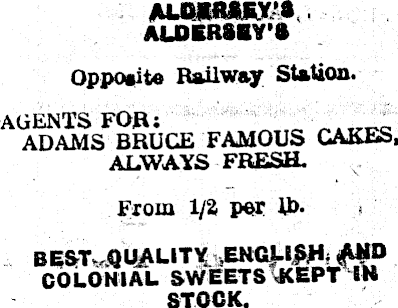 ALDERSEY'S
ALDERSEY'S
Opposite Railway Station.
AGENTS FOR:
ADAMS BRUCE FAMOUS CAKES,
ALWAYS FRESH.
From 1/2 per lb.
BEST QUALITY ENGLISH AND
COLONIAL SWEETS KEPT IN
STOCK.